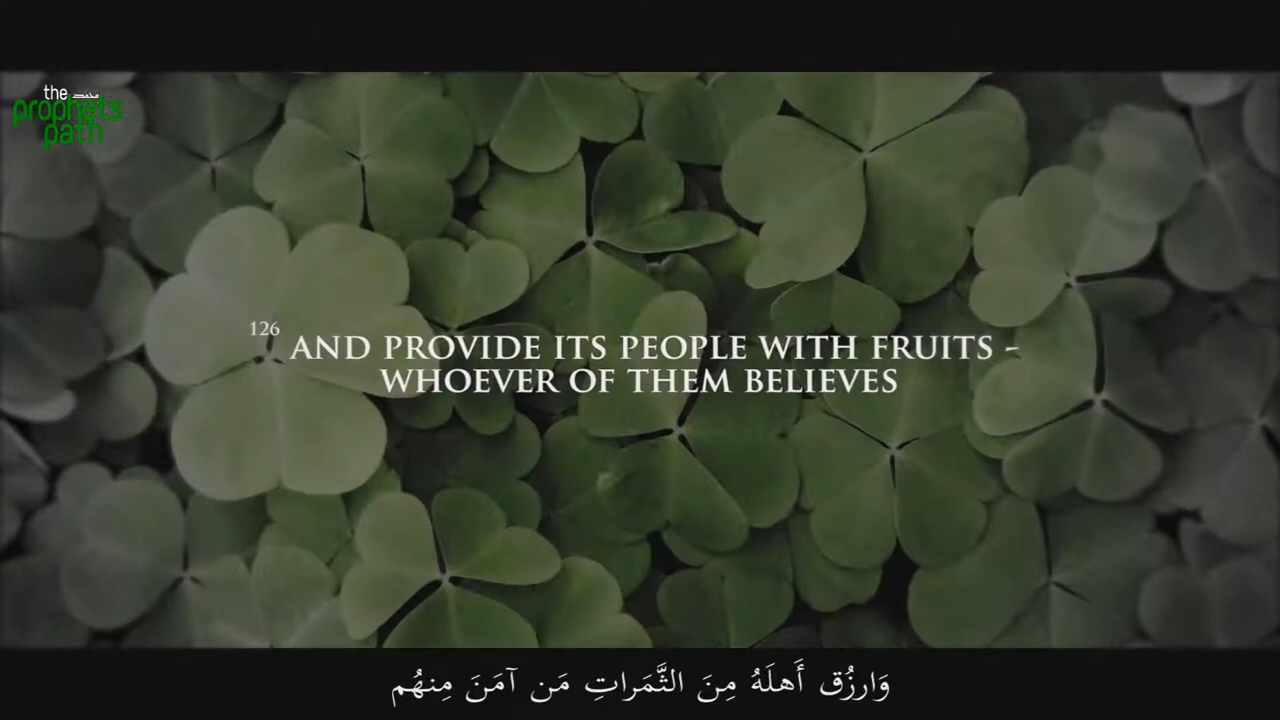 the
prophets
path
126 AND PROVIDE ITS PEOPLE WITH FRUITS -
WHOEVER OF THEM BELIEVES
وَارزُق أَهلَهُ مِنَ الثَّمَراتِ مَن آمَنَ مِنهُم